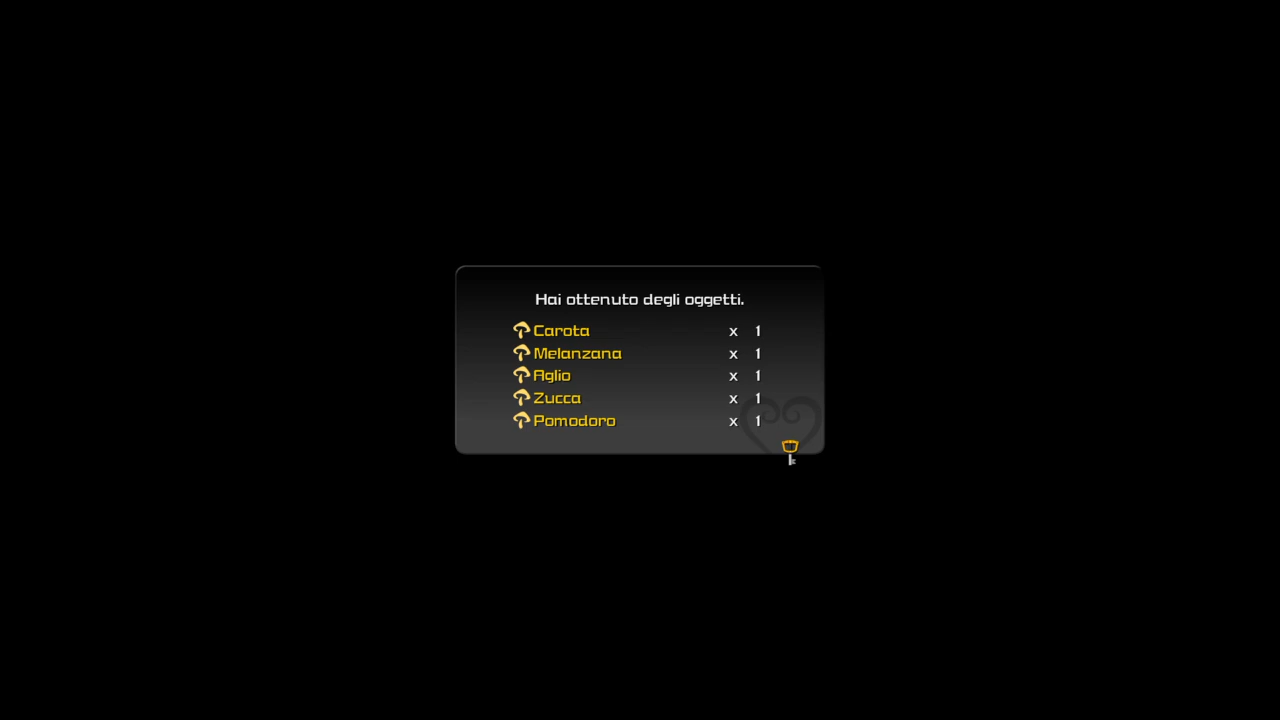 Hai ottenuto degli oggetti.
Carota x 1
Melanzana x 1
Aglio x 1
Zucca x 1
Pomodoro x 1